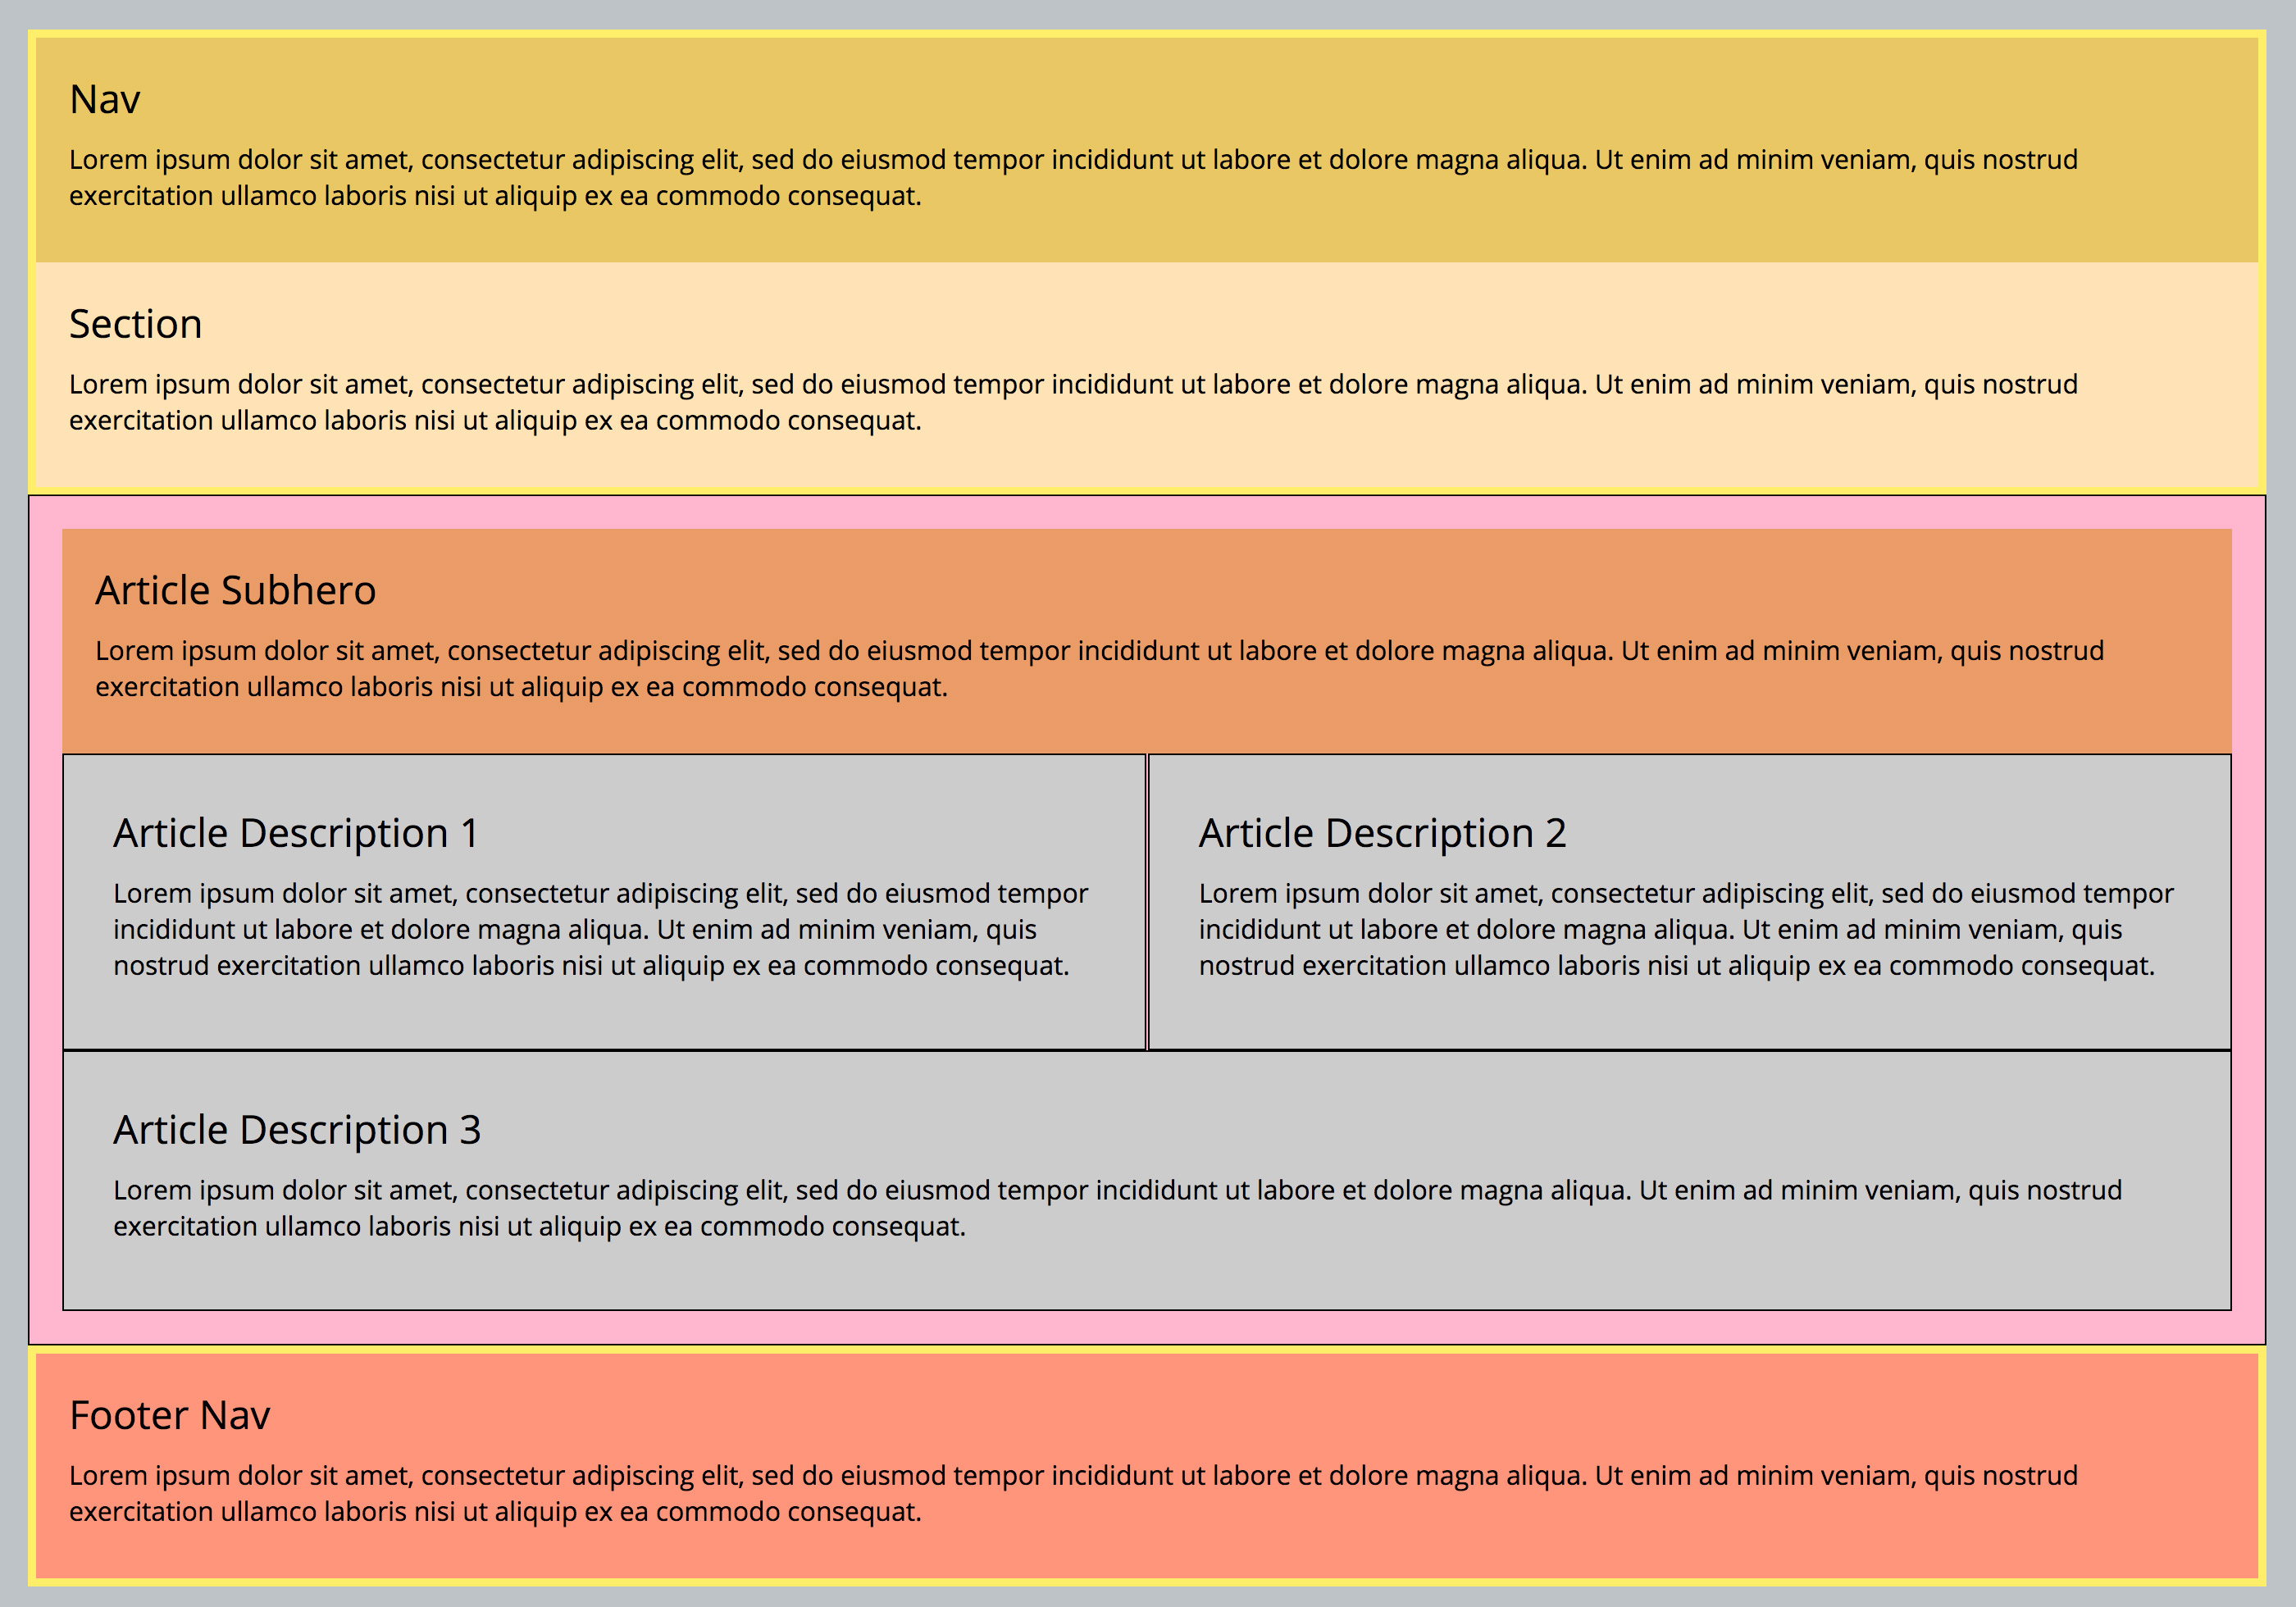 Nav
Lorem ipsum dolor sit amet, consectetur adipiscing elit, sed do eiusmod tempor incididunt ut labore et dolore magna aliqua. Ut enim ad minim veniam, quis nostrud
exercitation ullamco laboris nisi ut aliquip ex ea commodo consequat.
Section
Lorem ipsum dolor sit amet, consectetur adipiscing elit, sed do eiusmod tempor incididunt ut labore et dolore magna aliqua. Ut enim ad minim veniam, quis nostrud
exercitation ullamco laboris nisi ut aliquip ex ea commodo consequat.
Article Subhero
Lorem ipsum dolor sit amet, consectetur adipiscing elit, sed do eiusmod tempor incididunt ut labore et dolore magna aliqua. Ut enim ad minim veniam, quis nostrud
exercitation ullamco laboris nisi ut aliquip ex ea commodo consequat.
Article Description 1
Lorem ipsum dolor sit amet, consectetur adipiscing elit, sed do eiusmod tempor
incididunt ut labore et dolore magna aliqua. Ut enim ad minim veniam, quis
nostrud exercitation ullamco laboris nisi ut aliquip ex ea commodo consequat.
Article Description 2
Lorem ipsum dolor sit amet, consectetur adipiscing elit, sed do eiusmod tempor
incididunt ut labore et dolore magna aliqua. Ut enim ad minim veniam, quis
nostrud exercitation ullamco laboris nisi ut aliquip ex ea commodo consequat.
Article Description 3
Lorem ipsum dolor sit amet, consectetur adipiscing elit, sed do eiusmod tempor incididunt ut labore et dolore magna aliqua. Ut enim ad minim veniam, quis nostrud
exercitation ullamco laboris nisi ut aliquip ex ea commodo consequat.
Footer Nav
Lorem ipsum dolor sit amet, consectetur adipiscing elit, sed do eiusmod tempor incididunt ut labore et dolore magna aliqua. Ut enim ad minim veniam, quis nostrud
exercitation ullamco laboris nisi ut aliquip ex ea commodo consequat.